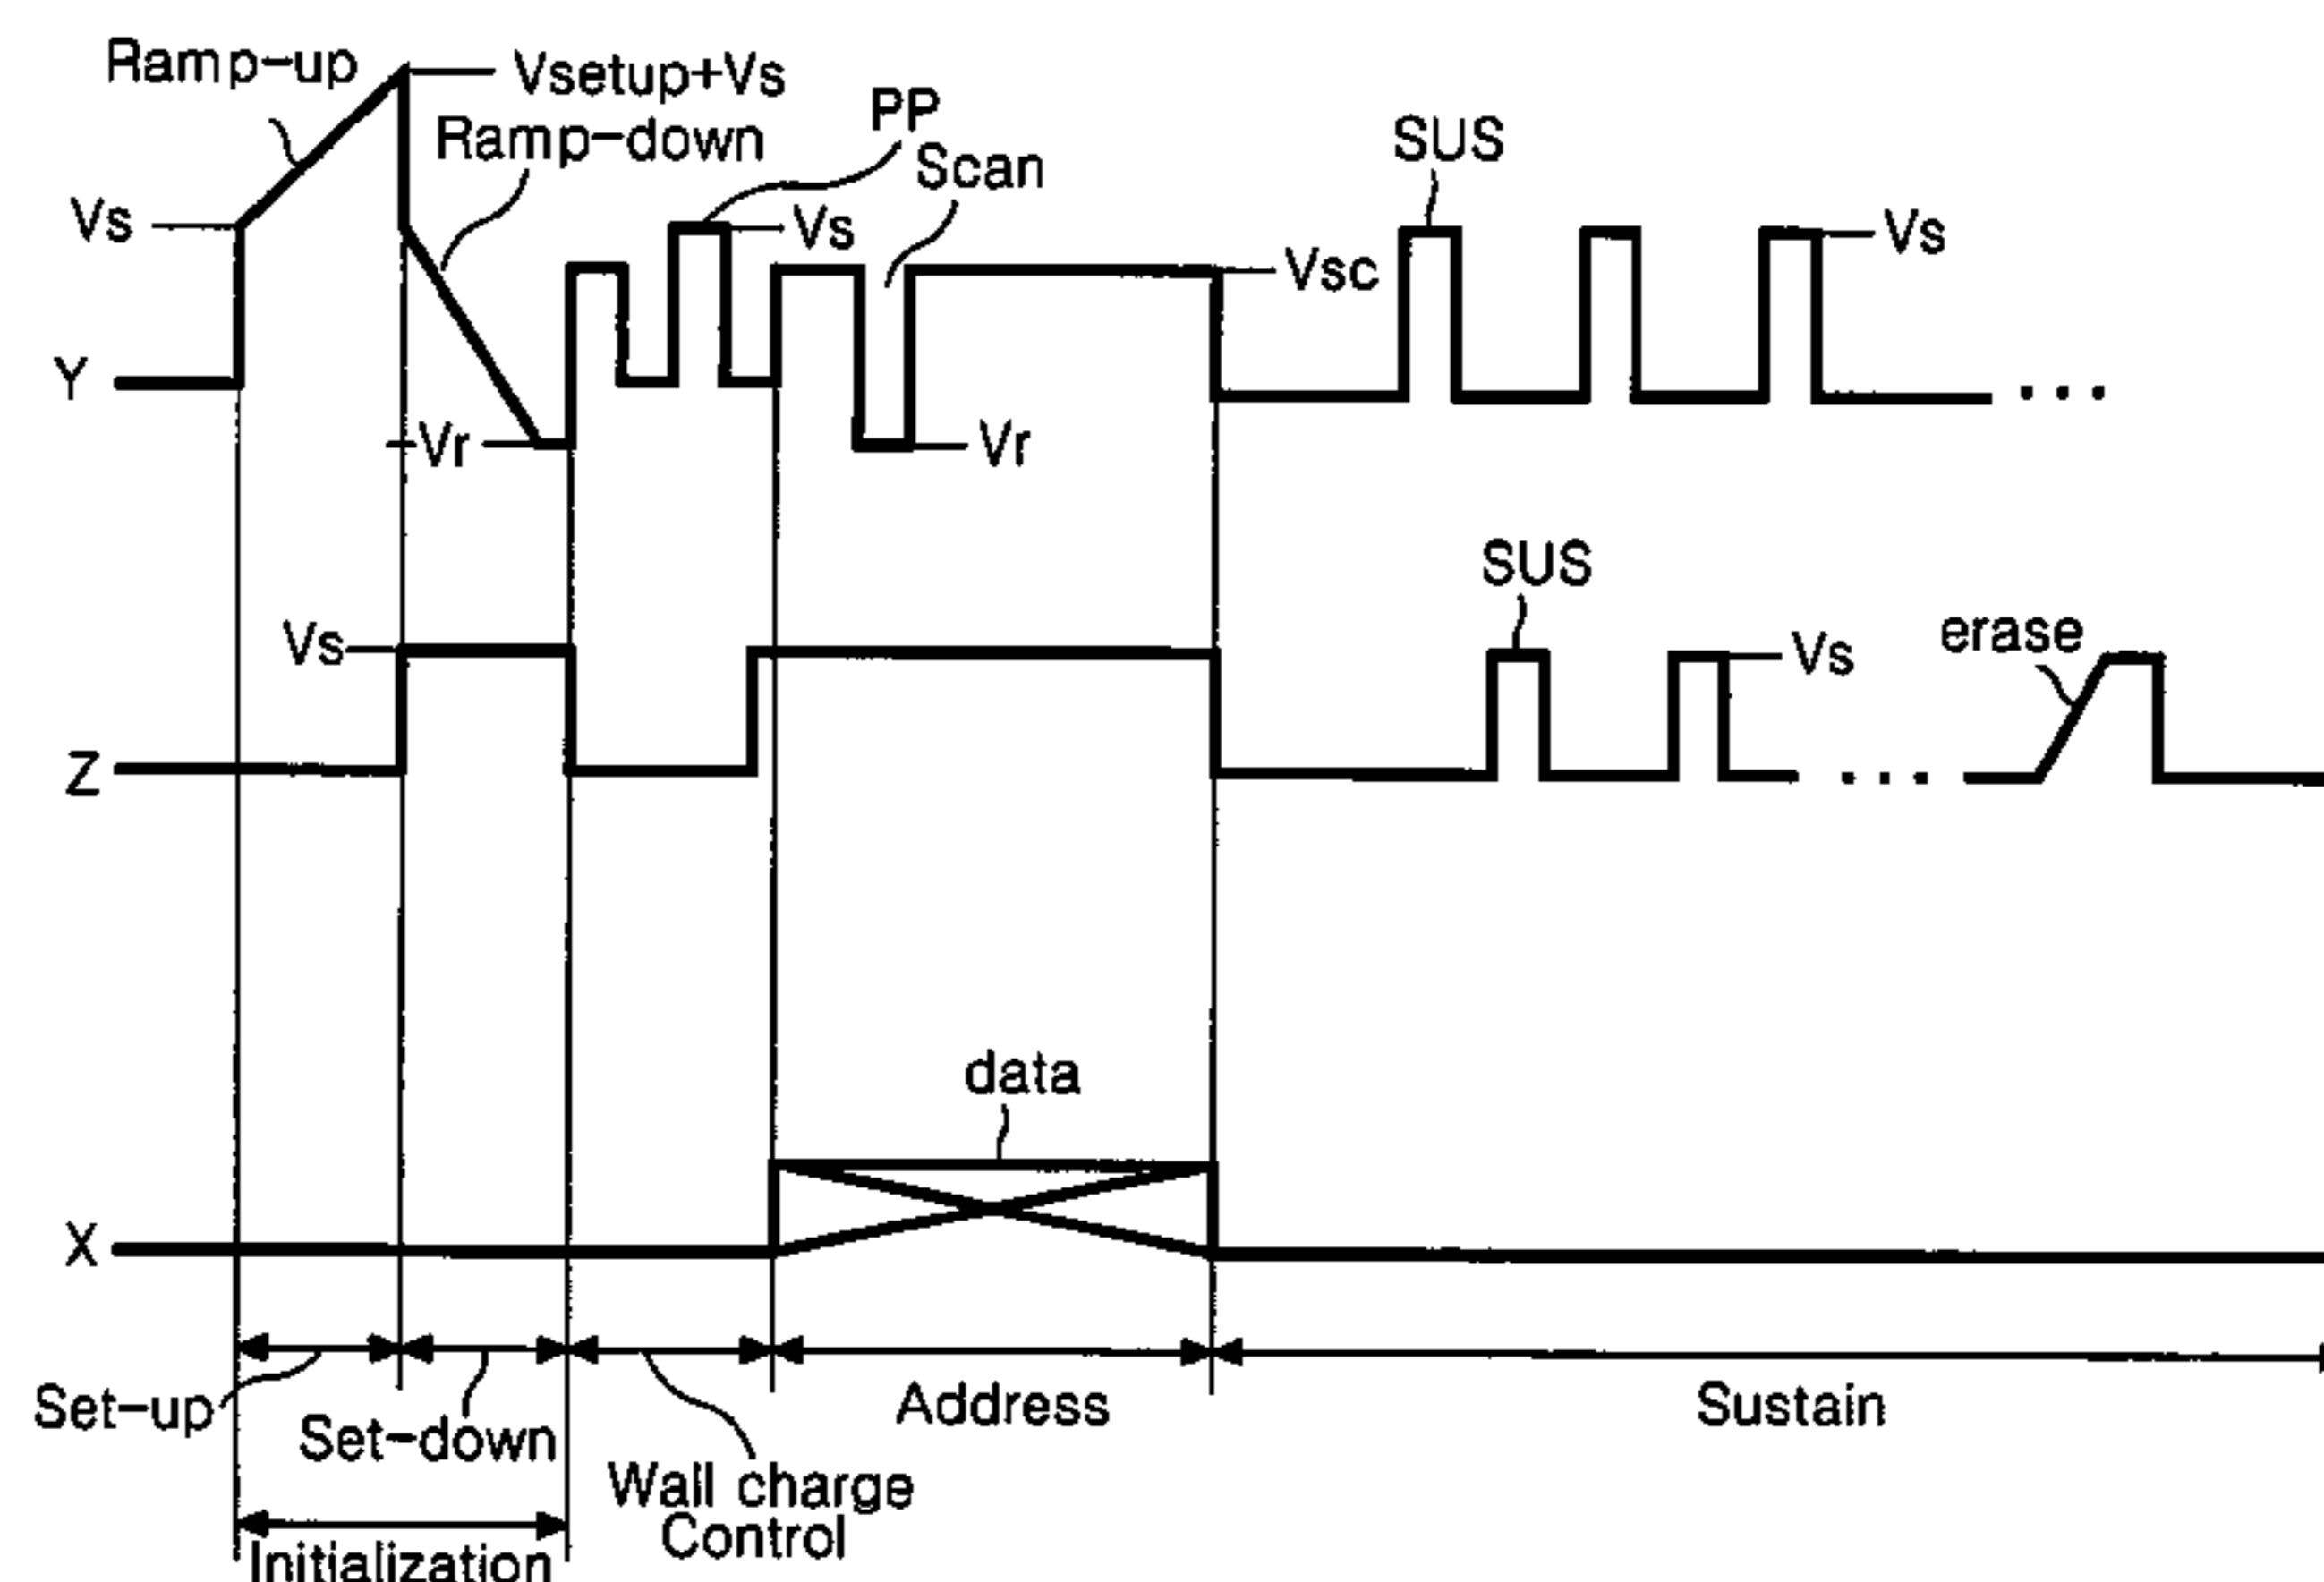 Ramp-up
Vsetup+Vs
Ramp-down
PP
Scan
SUS
Vs
Vs
Vsc
Vs
Y
-Vr
Vr
SUS
Vs
Vs
erase
Z
data
X
Set-up
Set-down
Wall charge
Control
Address
Sustain
Initialization